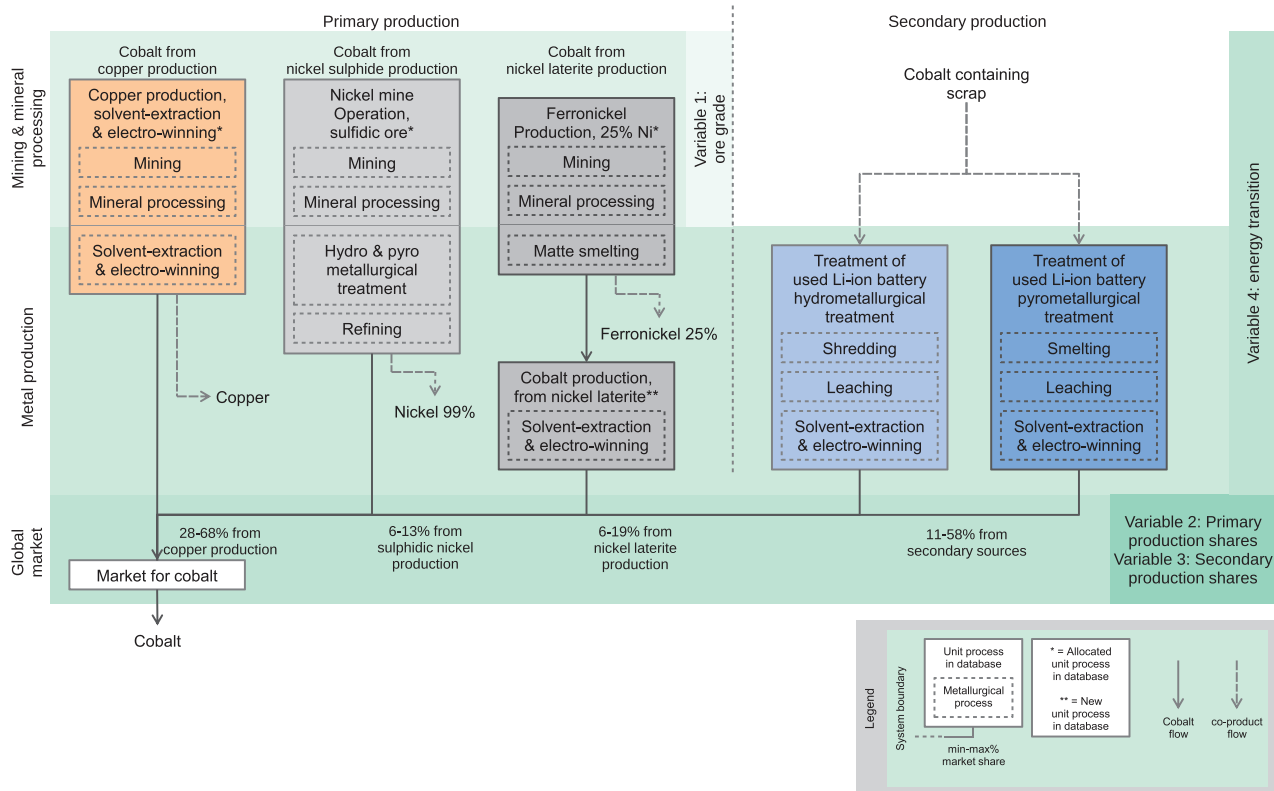 Primary production
Secondary production
Mining & mineral
processing
Metal production
Global
market
Cobalt from
copper production
Cobalt from
nickel sulphide production
Cobalt from
nickel laterite production
Variable 1:
ore grade
Variable 4: energy transition
Copper production,
solvent-extraction
& electro-winning*
Mining
Mineral processing
Solvent-extraction
& electro-winning
Copper
Nickel mine
Operation,
sulfidic ore*
Mining
Mineral processing
Hydro & pyro
metallurgical
treatment
Refining
Nickel 99%
Ferronickel
Production, 25% Ni*
Mining
Mineral processing
Matte smelting
Ferronickel 25%
Cobalt production,
from nickel laterite**
Solvent-extraction
& electro-winning
Cobalt containing
scrap
Treatment of
used Li-ion battery
hydrometallurgical
treatment
Shredding
Leaching
Solvent-extraction
& electro-winning
Treatment of
used Li-ion battery
pyrometallurgical
treatment
Smelting
Leaching
Solvent-extraction
& electro-winning
28-68% from
copper production
6-13% from
sulphidic nickel
production
6-19% from
nickel laterite
production
11-58% from
secondary sources
Variable 2: Primary
production shares
Variable 3: Secondary
production shares
Market for cobalt
Cobalt
Legend
System boundary
Unit process
in database
Metallurgical
process
min-max%
market share
* = Allocated
unit process
in database
** = New
unit process
in database
Cobalt
flow
co-product
flow